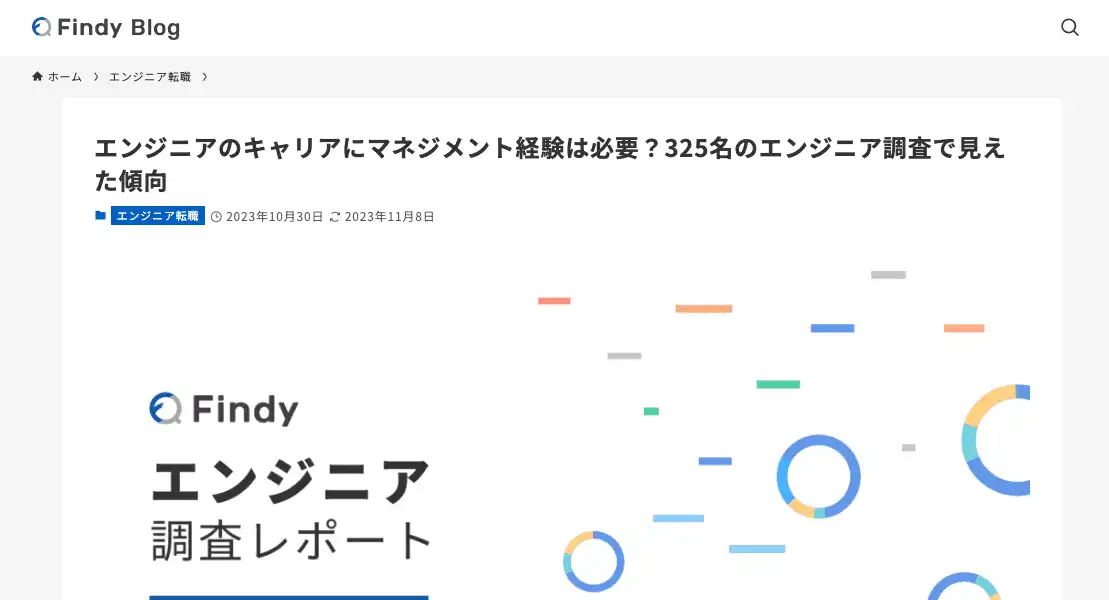 Findy Blog
ホーム
エンジニア転職
エンジニアのキャリアにマネジメント経験は必要？325名のエンジニア調査で見え
た傾向
エンジニア転職 2023年10月30日 2023年11月8日
Findy
エンジニア
調査レポート